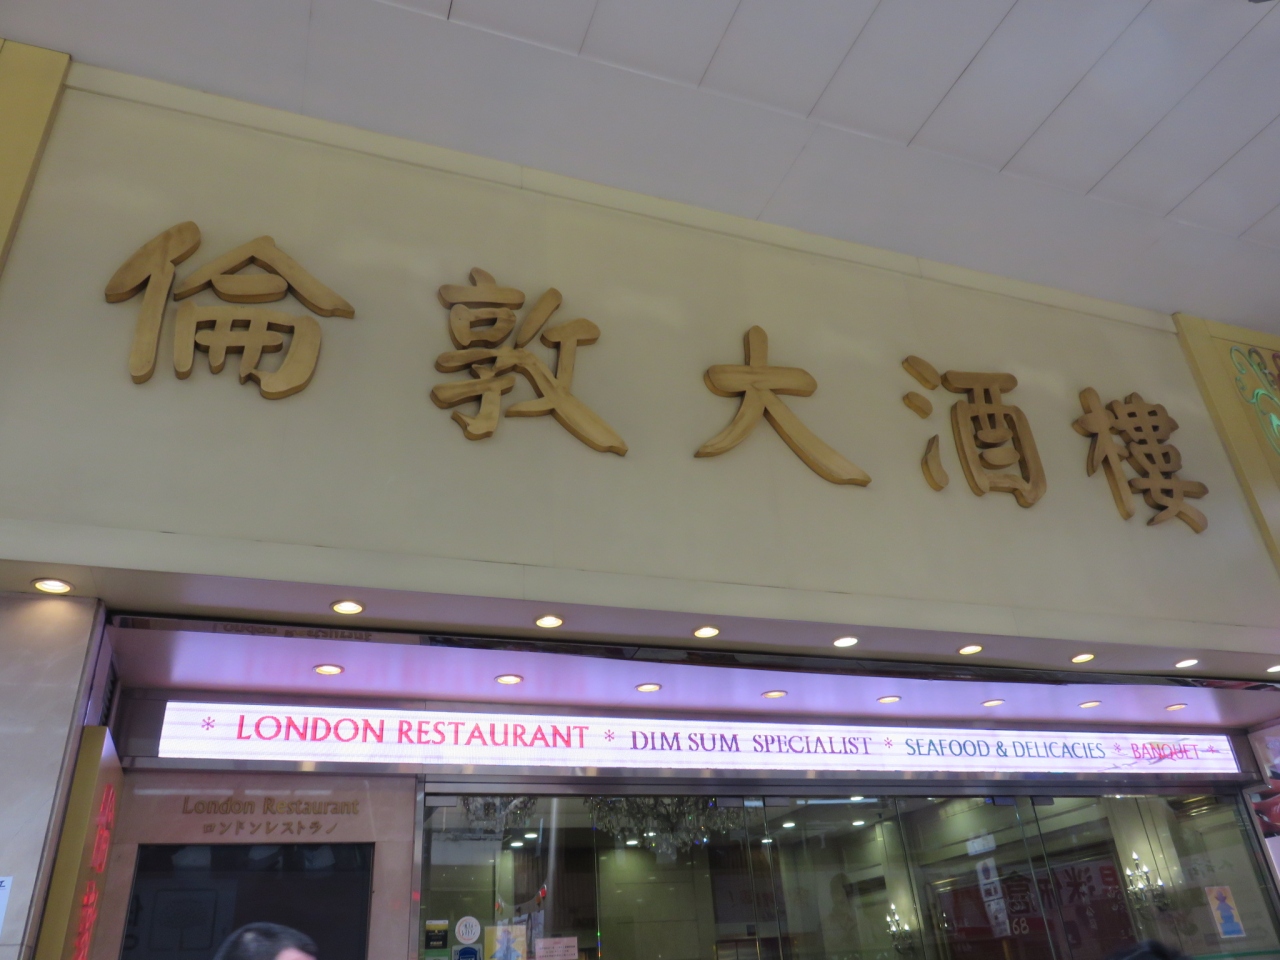 倫敦大酒樓
* LONDON RESTAURANT * DIM SUM SPECIALIST * SEAFOOD & DELICACIES * BANQUET *
London Restaurant
ロンドンレストラン
68